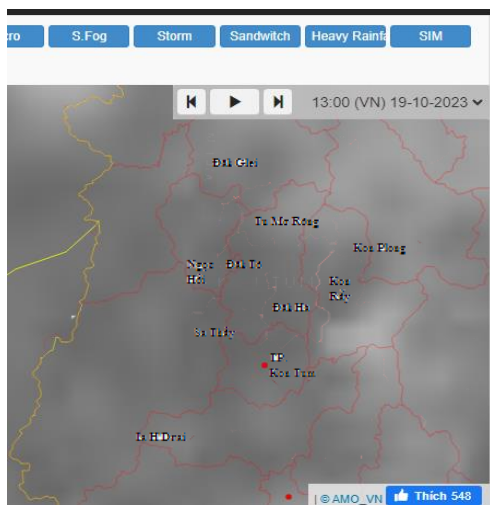 cro S.Fog Storm Sandwitch Heavy Rainfa SIM
13:00 (VN) 19-10-2023
Đăk Glei
Tu Mơ Rông
Kon Plong
Ngọc Đăk Tô
Hồi
Kon
Rẫy
Đăk Hà
Sa Thầy
TP
Kon Tum
Ia H'Drai
| © AMO_VN Thích 548